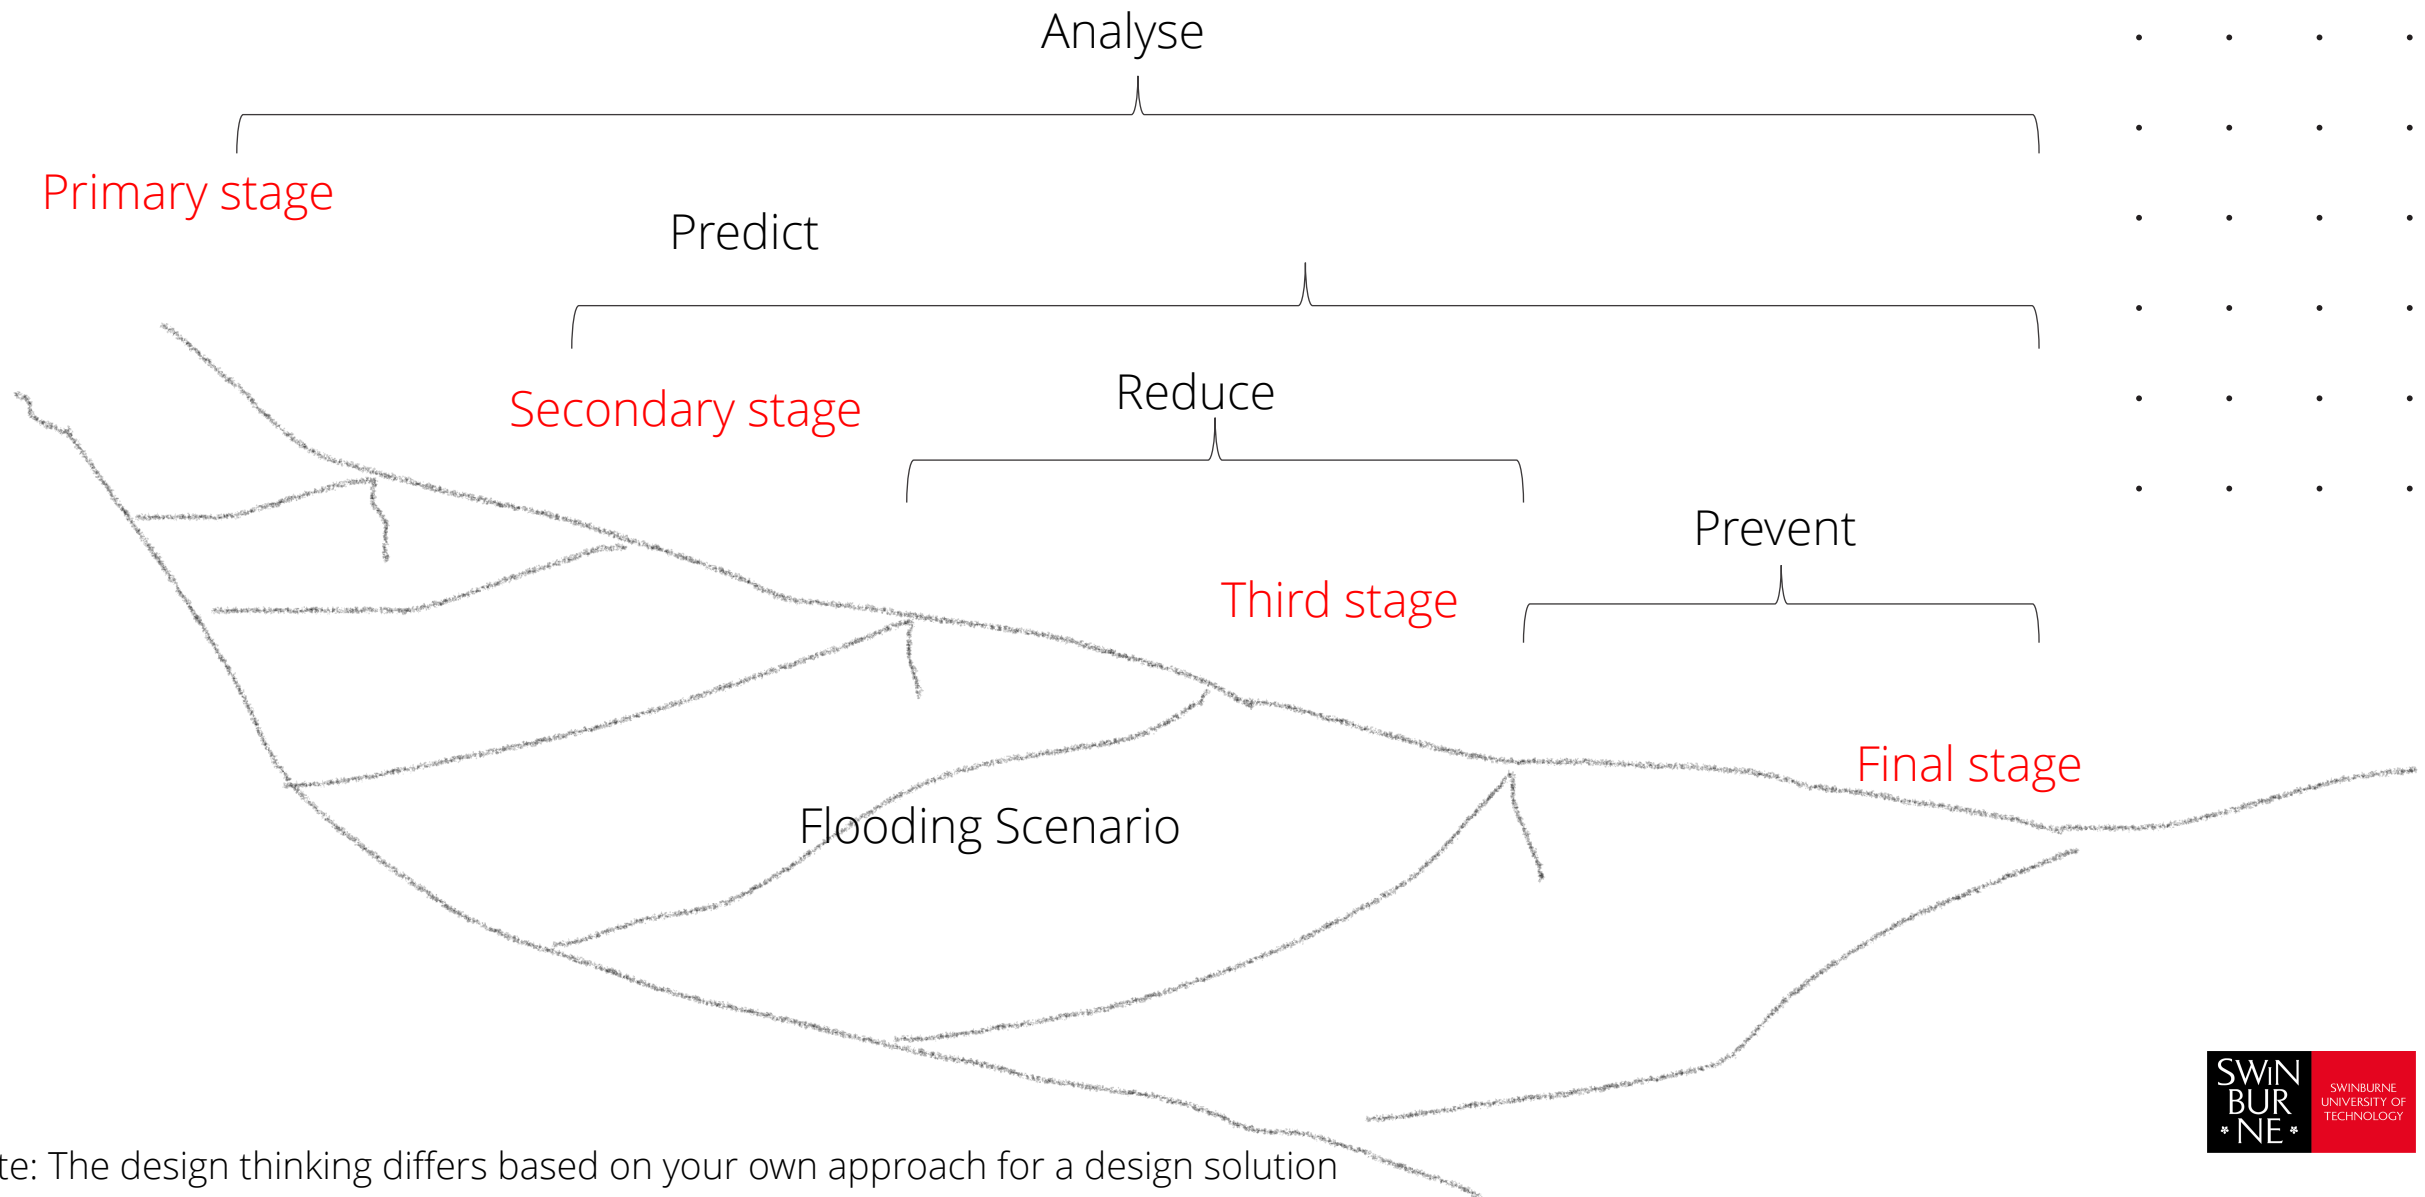 Analyse
Primary stage
Predict
Secondary stage
Reduce
Prevent
Third stage
Final stage
Flooding Scenario
te: The design thinking differs based on your own approach for a design solution
SWIN
BUR
NE
SWINBURNE
UNIVERSITY OF
TECHNOLOGY